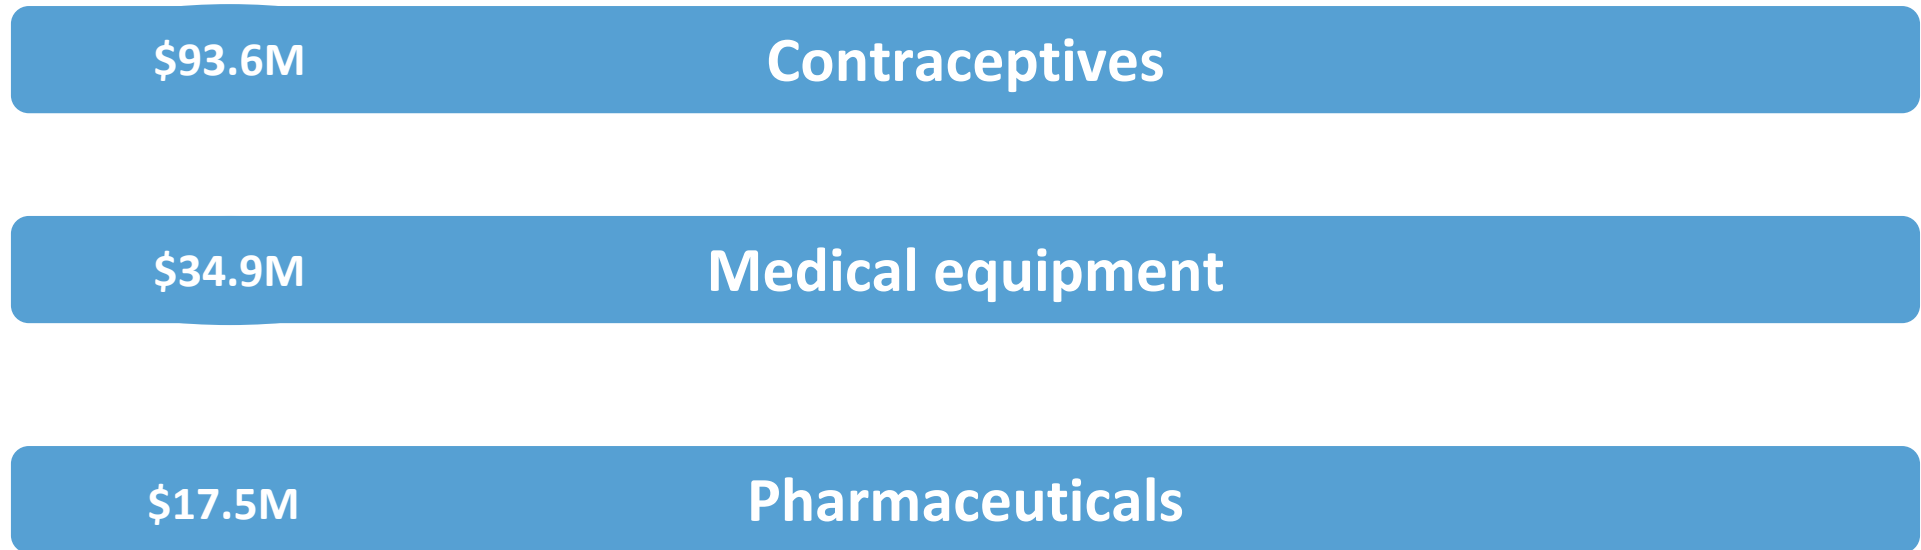 $93.6M Contraceptives
$34.9M Medical equipment
$17.5M Pharmaceuticals